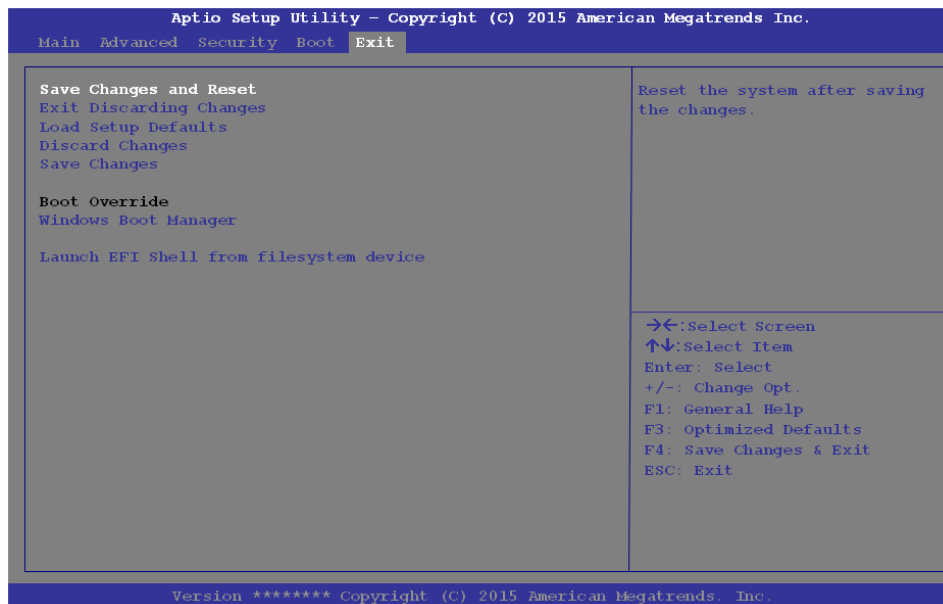 Aptio Setup Utility – Copyright (C) 2015 American Megatrends Inc.
Main Advanced Security Boot Exit
Save Changes and Reset
Exit Discarding Changes
Load Setup Defaults
Discard Changes
Save Changes
Boot Override
Windows Boot Manager
Launch EFI Shell from filesystem device
Reset the system after saving
the changes.
→←:Select Screen
↑↓:Select Item
Enter: Select
+/-: Change Opt.
F1: General Help
F3: Optimized Defaults
F4: Save Changes & Exit
ESC: Exit
Version ******** Copyright (C) 2015 American Megatrends. Inc.